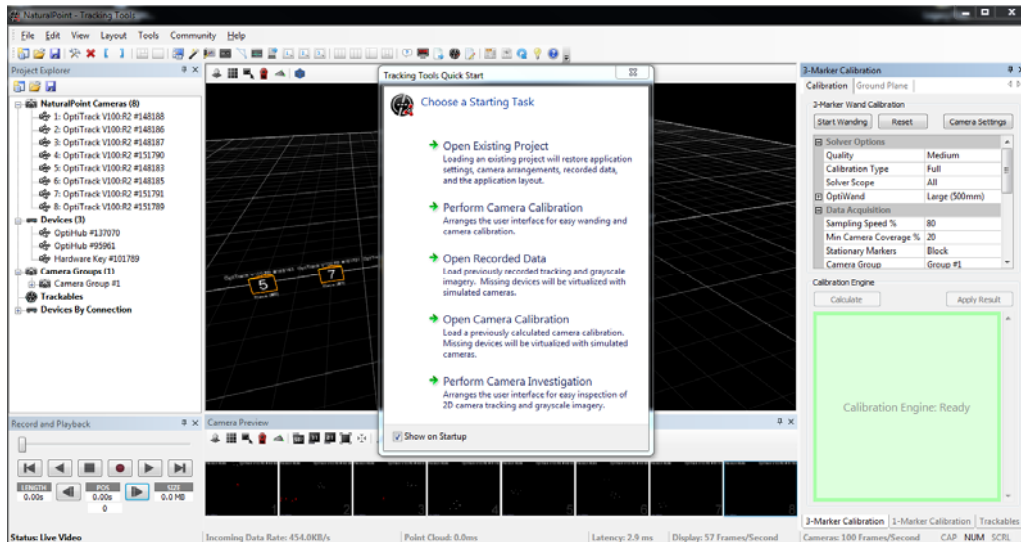 NaturalPoint - Tracking Tools
File Edit View Layout Tools Community Help
Project Explorer
NaturalPoint Cameras (8)
1: OptiTrack V100:R2 #148188
2: OptiTrack V100:R2 #148186
3: OptiTrack V100:R2 #148187
4: OptiTrack V100:R2 #151790
5: OptiTrack V100:R2 #148183
6: OptiTrack V100:R2 #148185
7: OptiTrack V100:R2 #151791
8: OptiTrack V100:R2 #151789
Devices (3)
OptiHub #137070
OptiHub #95961
Hardware Key #101789
Camera Groups (1)
Camera Group #1
Trackables
Devices By Connection
5
7
Tracking Tools Quick Start
Choose a Starting Task
Open Existing Project
Loading an existing project will restore application
settings, camera arrangements, recorded data,
and the application layout.
Perform Camera Calibration
Arranges the user interface for easy wanding and
camera calibration.
Open Recorded Data
Load previously recorded tracking and grayscale
imagery. Missing devices will be virtualized with
simulated cameras.
Open Camera Calibration
Load a previously calculated camera calibration.
Missing devices will be virtualized with simulated
cameras.
Perform Camera Investigation
Arranges the user interface for easy inspection of
2D camera tracking and grayscale imagery.
Show on Startup
3-Marker Calibration
Calibration Ground Plane
3-Marker Wand Calibration
Start Wanding Reset Camera Settings
Solver Options
Quality Medium
Calibration Type Full
Solver Scope All
OptiWand Large (500mm)
Data Acquisition
Sampling Speed % 80
Min Camera Coverage % 20
Stationary Markers Block
Camera Group Group #1
Calibration Engine
Calculate Apply Result
Calibration Engine: Ready
3-Marker Calibration 1-Marker Calibration Trackables
Record and Playback
LENGTH POS SIZE
0.00s 0.00s 0.0 MB
0
Camera Preview
1 2 3 4 5 6 7 8
Status: Live Video Incoming Data Rate: 454.0KB/s Point Cloud: 0.0ms Latency: 2.9 ms Display: 57 Frames/Second Cameras: 100 Frames/Second CAP NUM SCRL